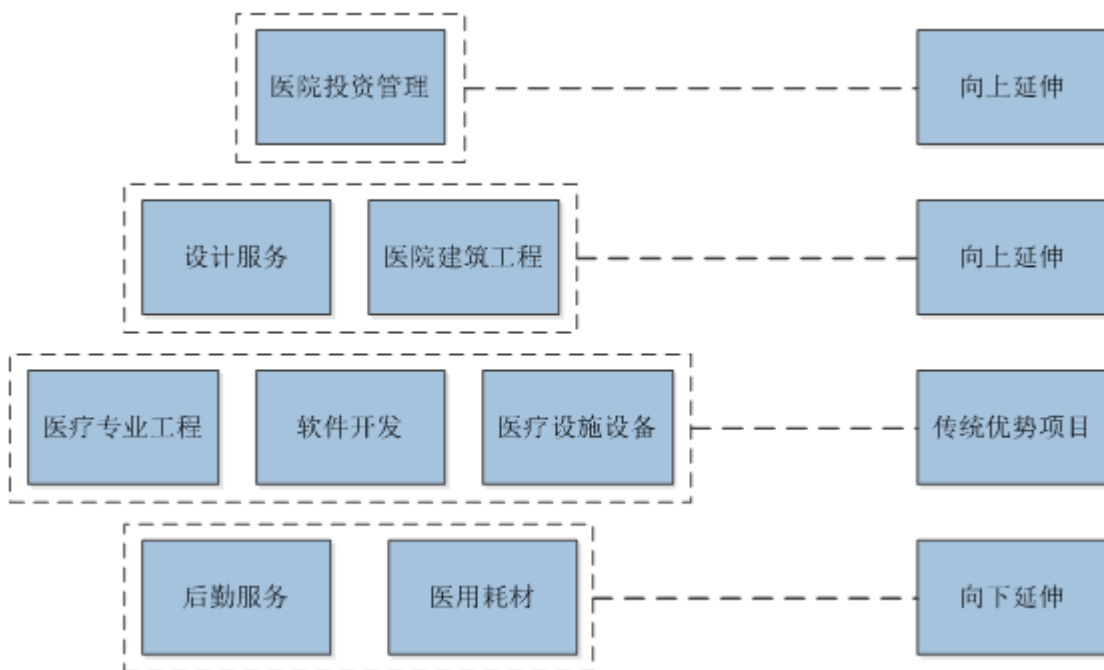 医院投资管理
向上延伸
设计服务
医院建筑工程
向上延伸
医疗专业工程
软件开发
医疗设施设备
传统优势项目
后勤服务
医用耗材
向下延伸